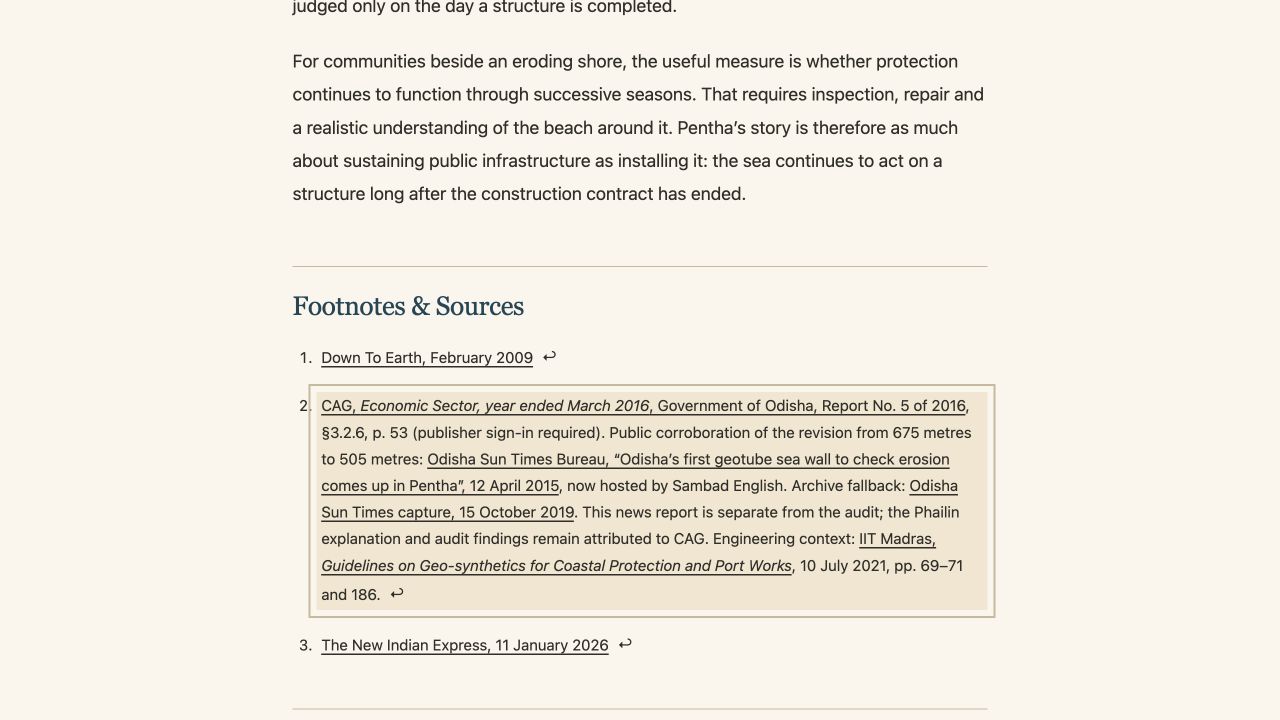 judged only on the day a structure is completed.
For communities beside an eroding shore, the useful measure is whether protection
continues to function through successive seasons. That requires inspection, repair and
a realistic understanding of the beach around it. Pentha’s story is therefore as much
about sustaining public infrastructure as installing it: the sea continues to act on a
structure long after the construction contract has ended.
Footnotes & Sources
1. Down To Earth, February 2009 ↩
2. CAG, Economic Sector, year ended March 2016, Government of Odisha, Report No. 5 of 2016,
§3.2.6, p. 53 (publisher sign-in required). Public corroboration of the revision from 675 metres
to 505 metres: Odisha Sun Times Bureau, “Odisha’s first geotube sea wall to check erosion
comes up in Pentha”, 12 April 2015, now hosted by Sambad English. Archive fallback: Odisha
Sun Times capture, 15 October 2019. This news report is separate from the audit; the Phailin
explanation and audit findings remain attributed to CAG. Engineering context: IIT Madras,
Guidelines on Geo-synthetics for Coastal Protection and Port Works, 10 July 2021, pp. 69–71
and 186. ↩
3. The New Indian Express, 11 January 2026 ↩